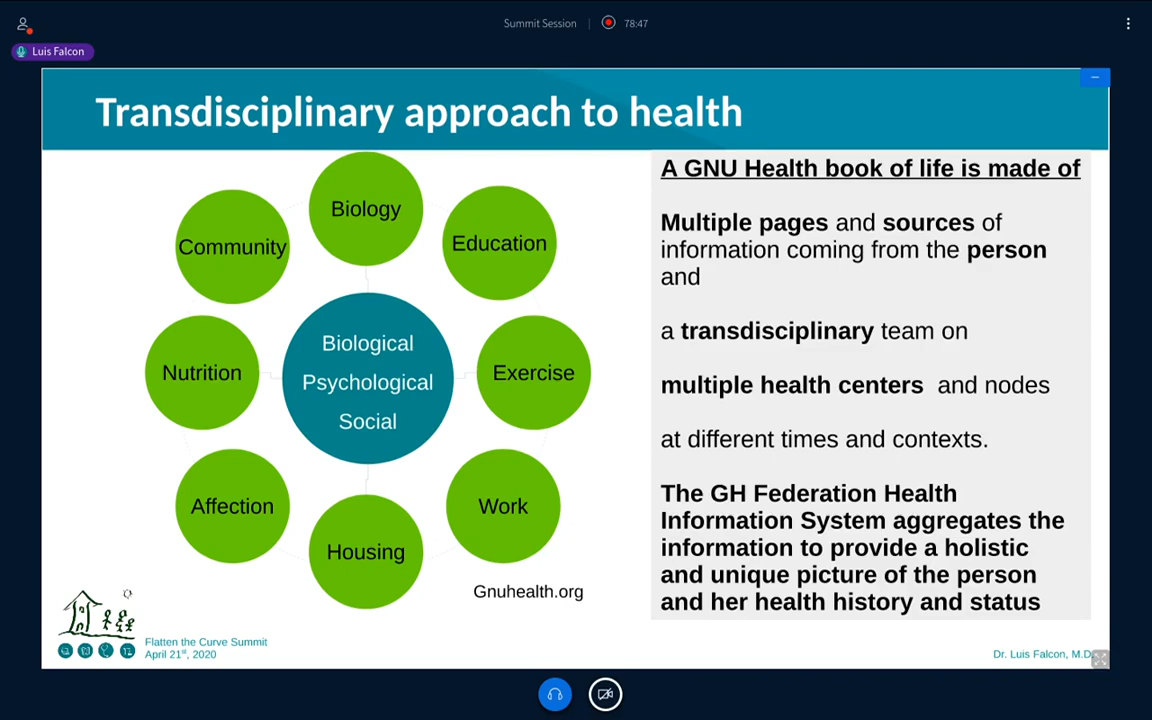 Summit Session
78:47
Luis Falcon
Transdisciplinary approach to health
Biology
Education
Community
Biological
Psychological
Social
Nutrition
Exercise
Affection
Work
Housing
Gnuhealth.org
A GNU Health book of life is made of
Multiple pages and sources of
information coming from the person
and
a transdisciplinary team on
multiple health centers and nodes
at different times and contexts.
The GH Federation Health
Information System aggregates the
information to provide a holistic
and unique picture of the person
and her health history and status
Flatten the Curve Summit
April 21st, 2020
Dr. Luis Falcon, M.D